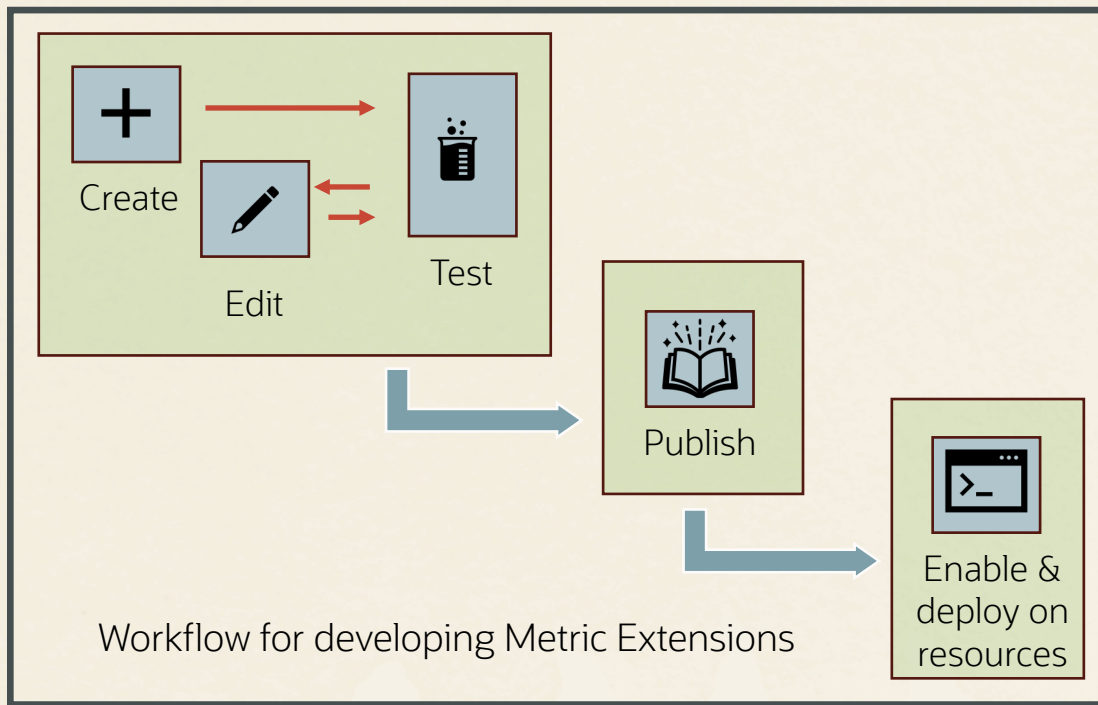 Create
Edit
Test
Publish
Enable &
deploy on
resources
Workflow for developing Metric Extensions